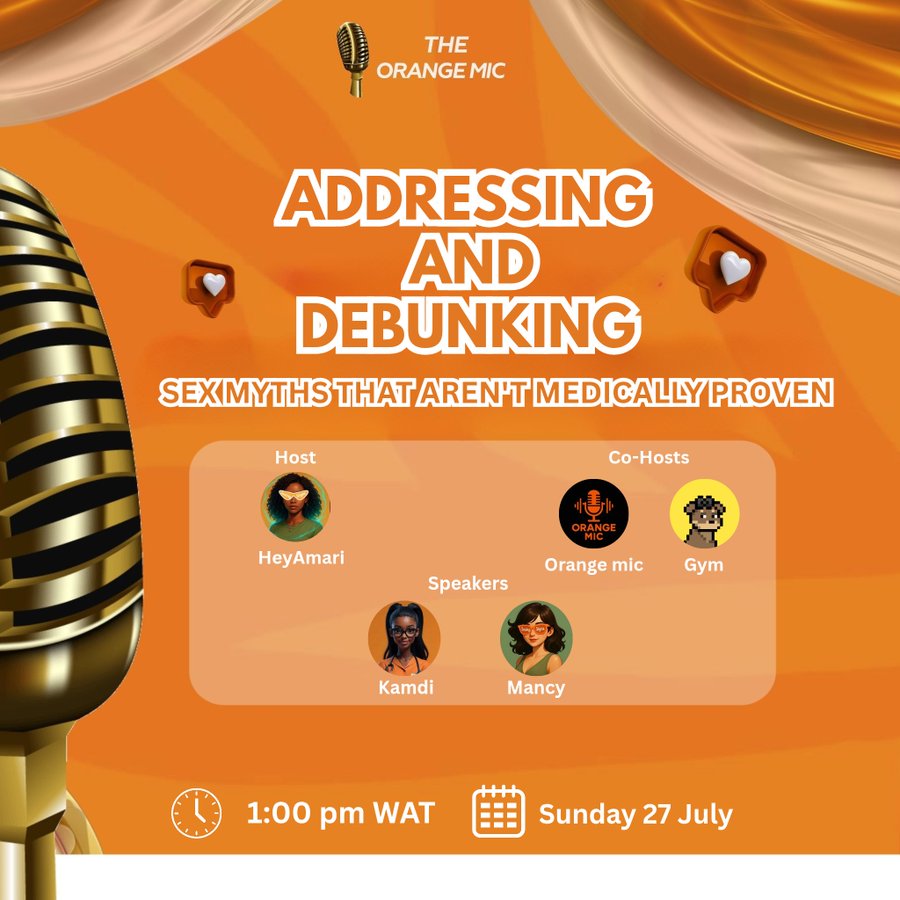 THE
ORANGE MIC
ADDRESSING
AND
DEBUNKING
SEX MYTHS THAT AREN'T MEDICALLY PROVEN
Host
Co-Hosts
ORANGE
MIC
HeyAmari
Orange mic
Gym
Speakers
Kamdi
Mancy
1:00 pm WAT
Sunday 27 July